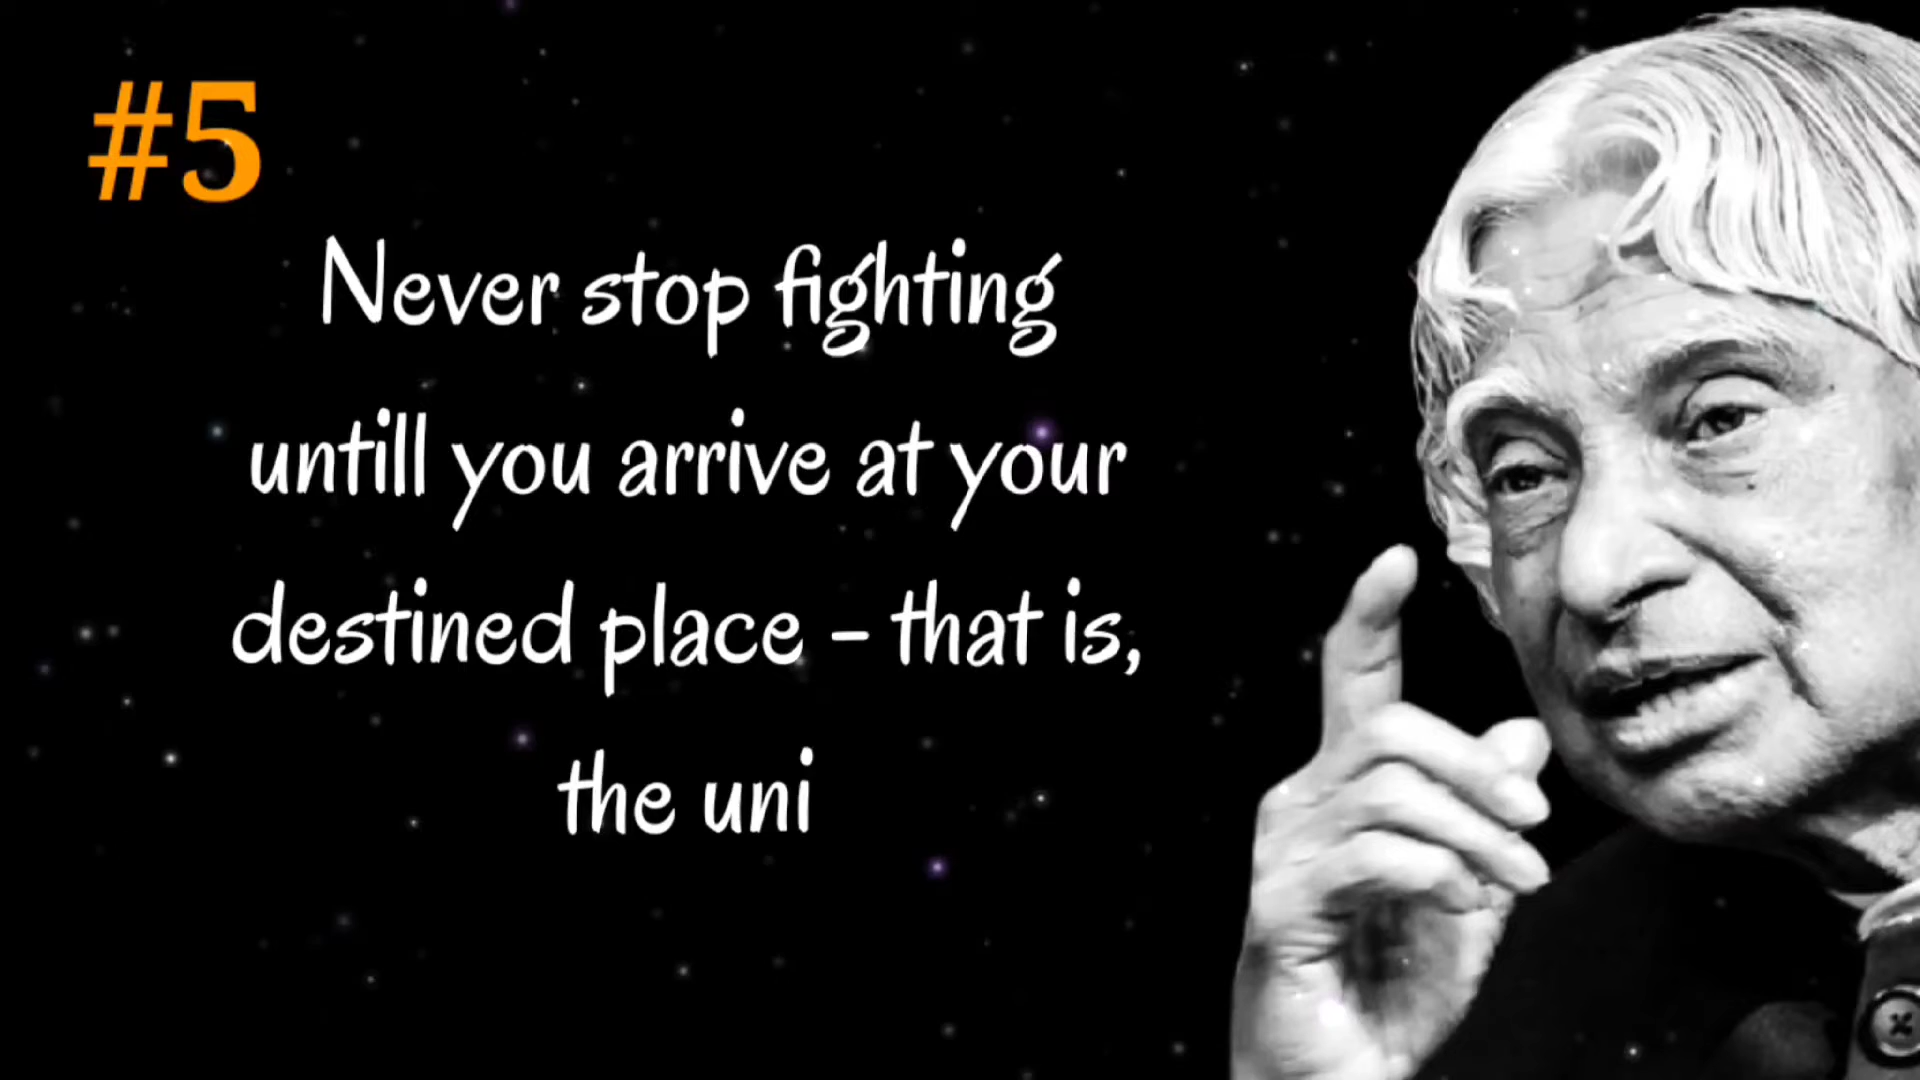 #5
Never stop fighting
untill you arrive at your
destined place - that is,
the uni